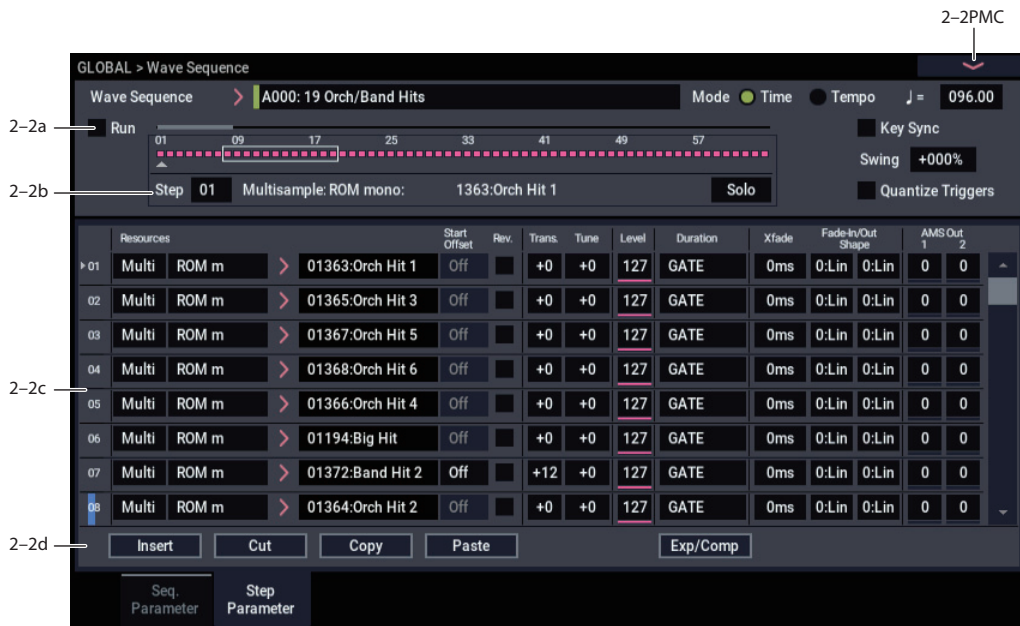 2–2PMC
GLOBAL > Wave Sequence
Wave Sequence A000: 19 Orch/Band Hits Mode Time Tempo ♩ = 096.00
2–2a
Run
01 09 17 25 33 41 49 57
Key Sync
Swing +000%
2–2b
Step 01 Multisample: ROM mono: 1363:Orch Hit 1 Solo
Quantize Triggers
Resources Start Offset Rev. Trans. Tune Level Duration Xfade Fade-In/Out Shape AMS Out 1 2
01 Multi ROM m 01363:Orch Hit 1 Off +0 +0 127 GATE 0ms 0:Lin 0:Lin 0 0
02 Multi ROM m 01365:Orch Hit 3 Off +0 +0 127 GATE 0ms 0:Lin 0:Lin 0 0
03 Multi ROM m 01367:Orch Hit 5 Off +0 +0 127 GATE 0ms 0:Lin 0:Lin 0 0
04 Multi ROM m 01368:Orch Hit 6 Off +0 +0 127 GATE 0ms 0:Lin 0:Lin 0 0
2–2c
05 Multi ROM m 01366:Orch Hit 4 Off +0 +0 127 GATE 0ms 0:Lin 0:Lin 0 0
06 Multi ROM m 01194:Big Hit Off +0 +0 127 GATE 0ms 0:Lin 0:Lin 0 0
07 Multi ROM m 01372:Band Hit 2 Off +12 +0 127 GATE 0ms 0:Lin 0:Lin 0 0
08 Multi ROM m 01364:Orch Hit 2 Off +0 +0 127 GATE 0ms 0:Lin 0:Lin 0 0
2–2d
Insert Cut Copy Paste Exp/Comp
Seq. Parameter
Step Parameter